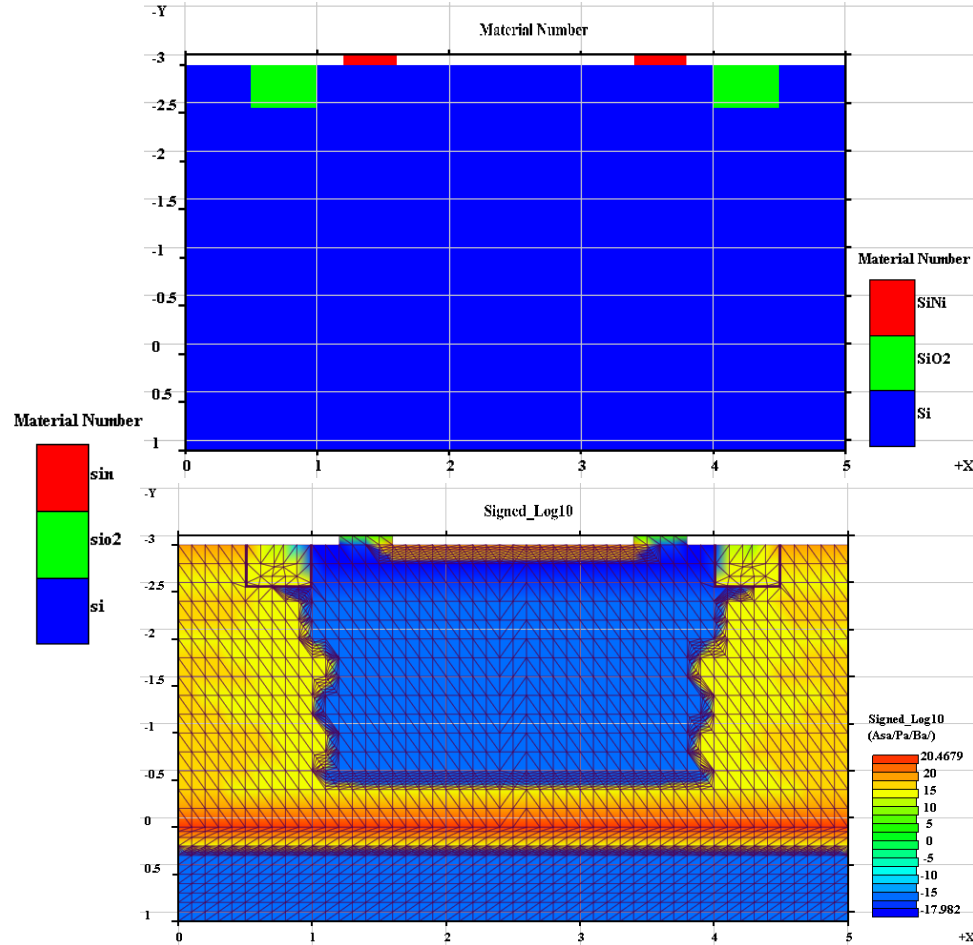 -Y
Material Number
-3
-2.5
-2
-1.5
-1
-0.5
0
0.5
1
0 1 2 3 4 5 +X
Material Number
SiNi
SiO2
Si
Material Number
sin
sio2
si
-Y
Signed_Log10
-3
-2.5
-2
-1.5
-1
-0.5
0
0.5
1
0 1 2 3 4 5 +X
Signed_Log10
(Asa/Pa/Ba/)
20.4679
20
15
10
5
0
-5
-10
-15
-17.982